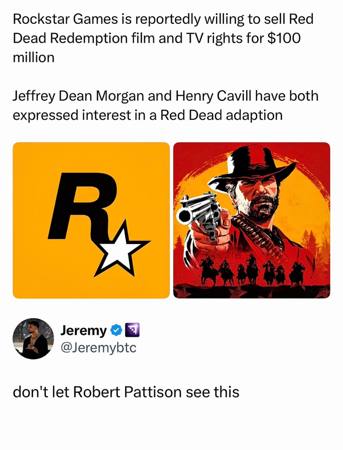 Rockstar Games is reportedly willing to sell Red
Dead Redemption film and TV rights for $100
million
Jeffrey Dean Morgan and Henry Cavill have both
expressed interest in a Red Dead adaption
R
Jeremy
@Jeremybtc
don't let Robert Pattison see this